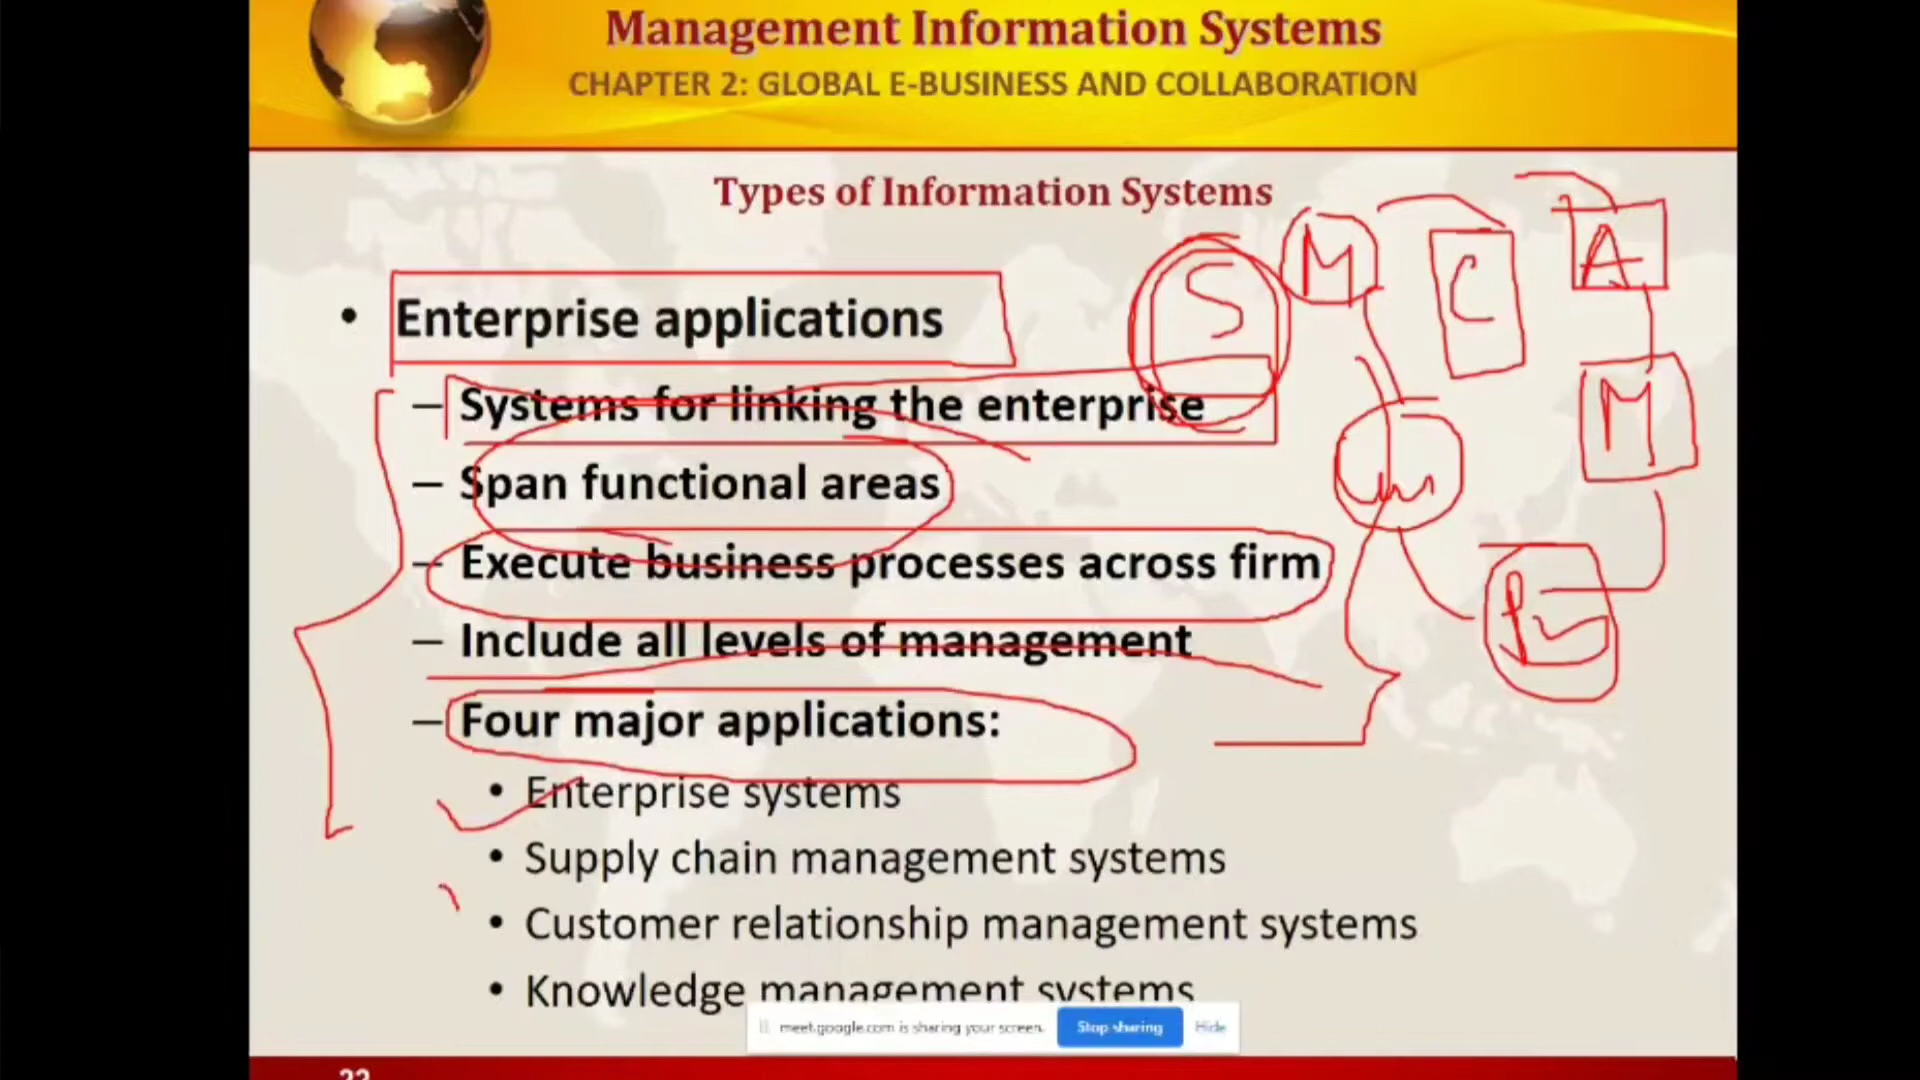 Management Information Systems
CHAPTER 2: GLOBAL E-BUSINESS AND COLLABORATION
Types of Information Systems
S M C A
• Enterprise applications
– Systems for linking the enterprise
M
– Span functional areas
– Execute business processes across firm
– Include all levels of management
– Four major applications:
• Enterprise systems
• Supply chain management systems
• Customer relationship management systems
• Knowledge management systems
meet.google.com is sharing your screen. Stop sharing Hide
22